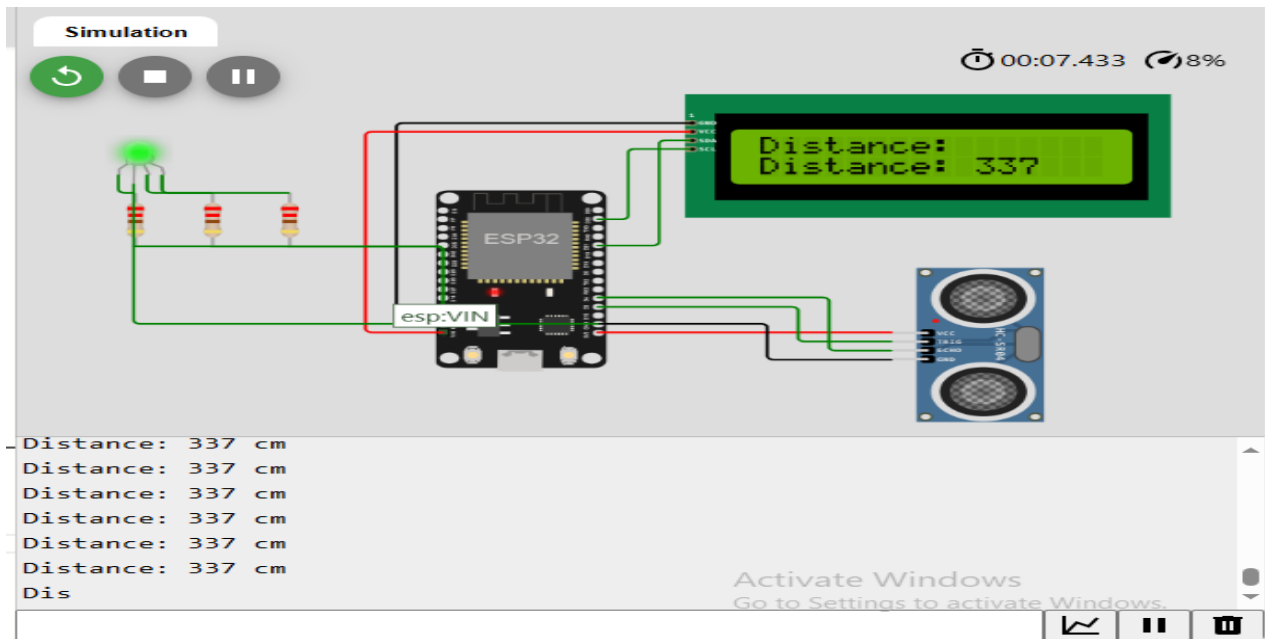 Simulation
00:07.433 8%
1
GND
VCC
SDA
SCL
Distance:
Distance: 337
ESP32
esp:VIN
HC-SR04
VCC
TRIG
ECHO
GND
Distance: 337 cm
Distance: 337 cm
Distance: 337 cm
Distance: 337 cm
Distance: 337 cm
Distance: 337 cm
Dis
Activate Windows
Go to Settings to activate Windows.